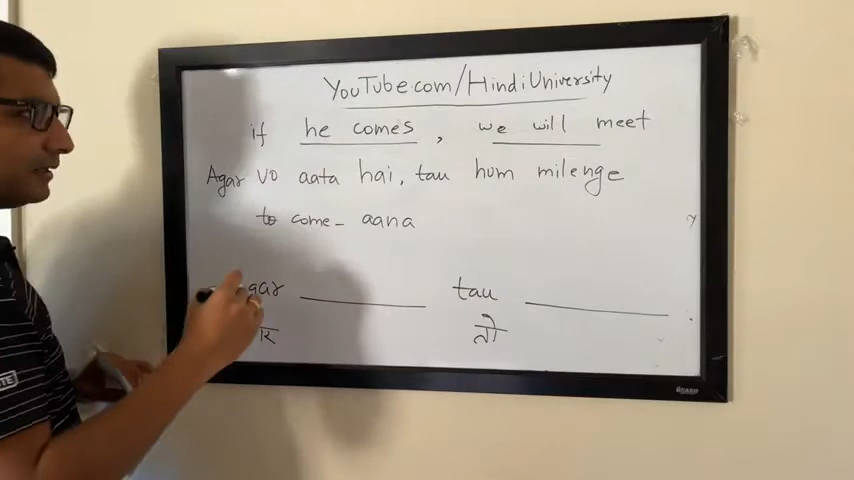 YouTube.com/HindiUniversity
if he comes, we will meet
Agar vo aata hai, tau hum milenge
to come - aana
tau
तौ